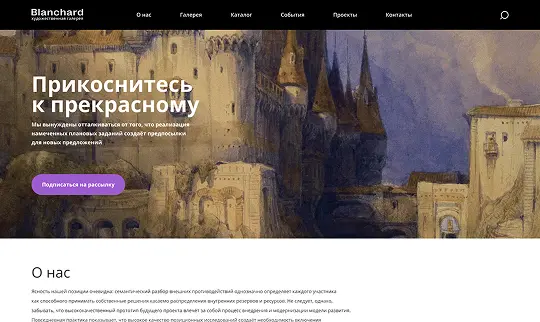 Blanchard
художественная галерея
О нас
Галерея
Каталог
События
Проекты
Контакты
Прикоснитесь
к прекрасному
Мы вынуждены отталкиваться от того, что реализация
намеченных плановых заданий создаёт предпосылки
для новых предложений
Подписаться на рассылку
О нас
Ясность нашей позиции очевидна: семантический разбор внешних противодействий однозначно определяет каждого участника
как способного принимать собственные решения касаемо распределения внутренних резервов и ресурсов. Не следует, однако,
забывать, что высококачественный прототип будущего проекта влечёт за собой процесс внедрения и модернизации модели развития.
Повседневная практика показывает, что высокое качество позиционных исследований создаёт необходимость включения